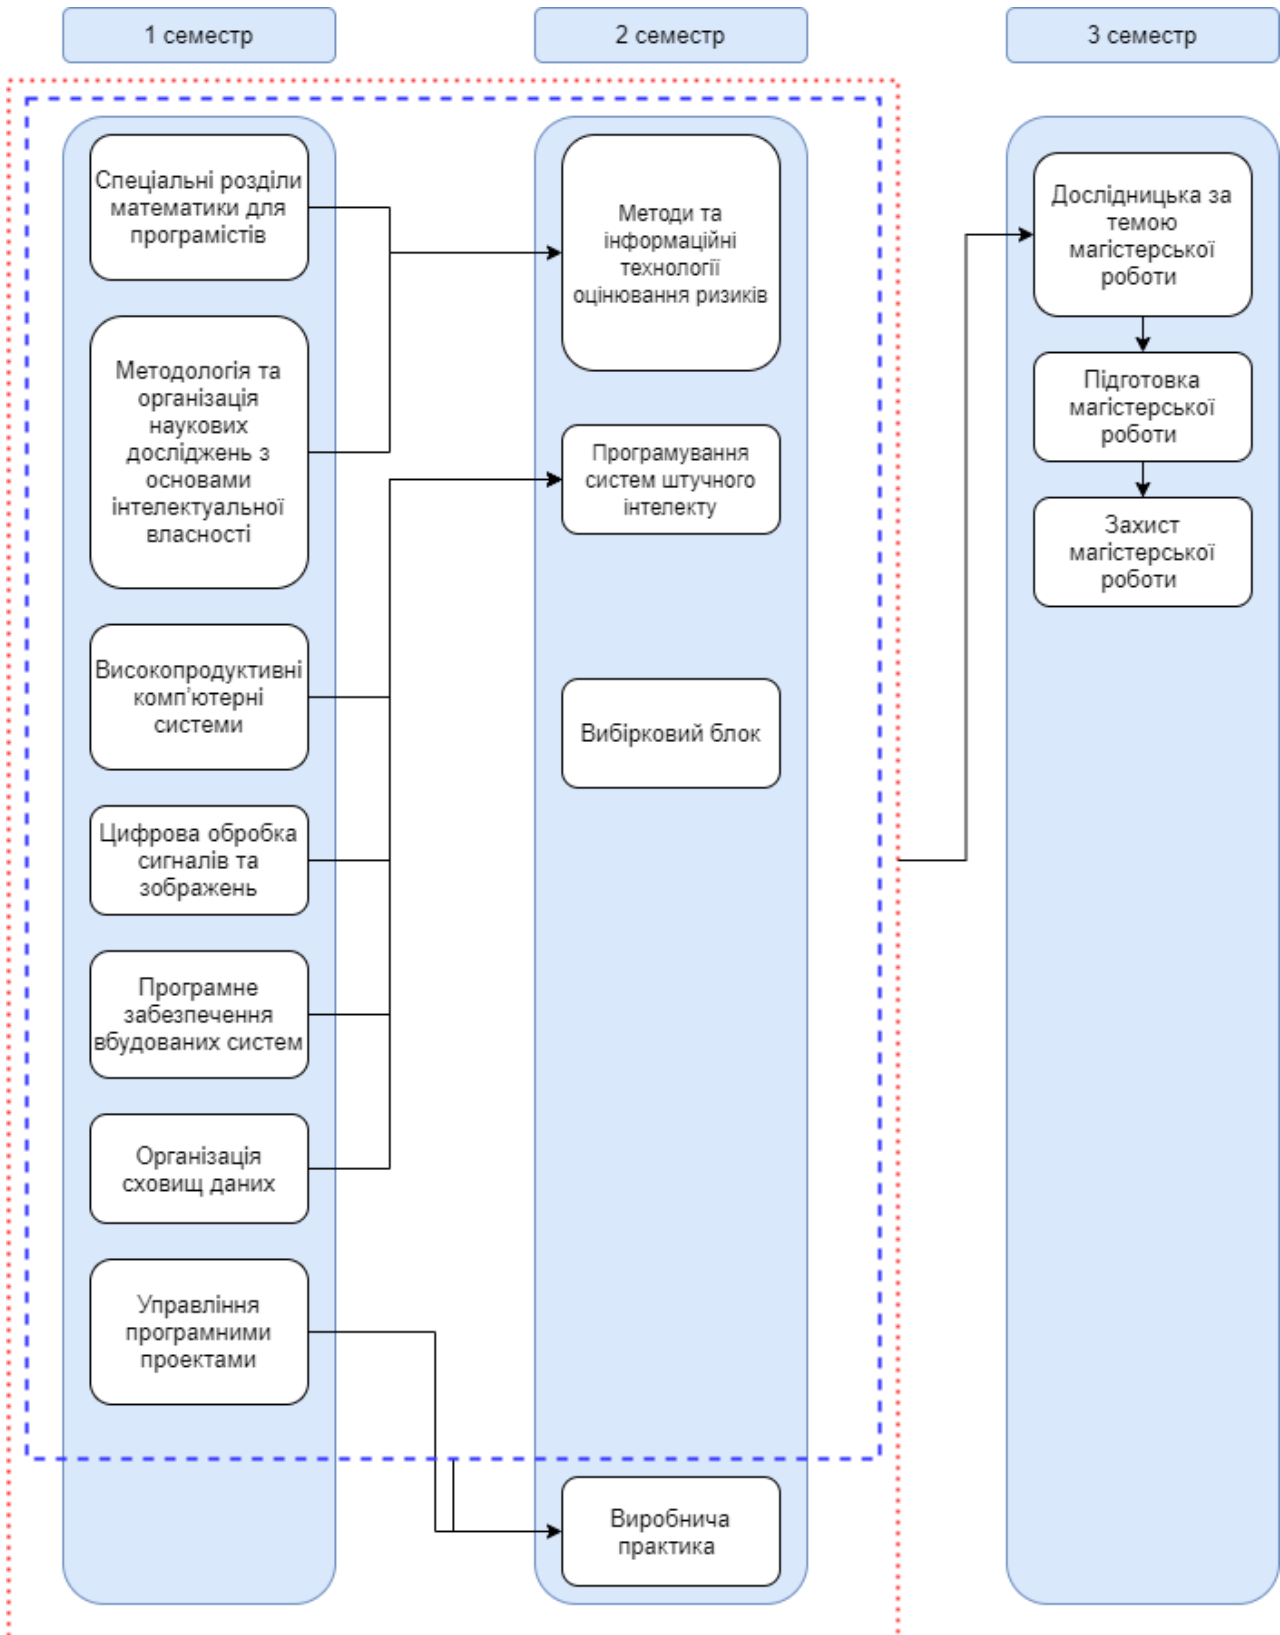 1 семестр
2 семестр
3 семестр
Спеціальні розділи
математики для
програмістів
Методологія та
організація
наукових
досліджень з
основами
інтелектуальної
власності
Високопродуктивні
комп'ютерні
системи
Цифрова обробка
сигналів та
зображень
Програмне
забезпечення
вбудованих систем
Організація
сховищ даних
Управління
програмними
проектами
Методи та
інформаційні
технології
оцінювання ризиків
Програмування
систем штучного
інтелекту
Вибірковий блок
Виробнича
практика
Дослідницька за
темою
магістерської
роботи
Підготовка
магістерської
роботи
Захист
магістерської
роботи